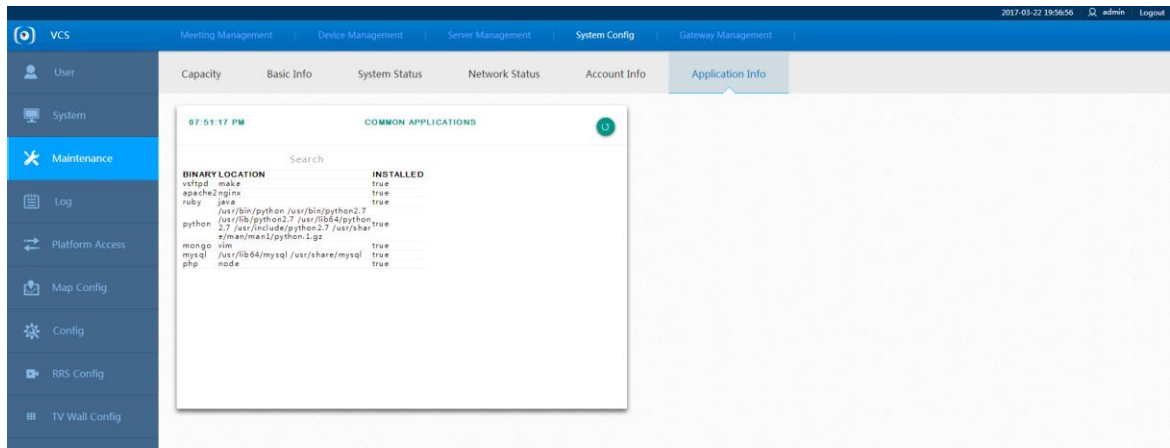 2017-03-22 19:56:56 admin Logout
VCS Meeting Management Device Management Server Management System Config Gateway Management
User
System
Maintenance
Log
Platform Access
Map Config
Config
RRS Config
TV Wall Config
Capacity Basic Info System Status Network Status Account Info Application Info
07:51:17 PM COMMON APPLICATIONS
Search
BINARY LOCATION INSTALLED
vsftpd make true
apache2 nginx true
ruby java true
/usr/bin/python /usr/bin/python2.7
/usr/lib/python2.7 /usr/lib64/python
python 2.7 /usr/include/python2.7 /usr/shar true
e/man/man1/python.1.gz
mongo vim true
mysql /usr/lib64/mysql /usr/share/mysql true
php node true